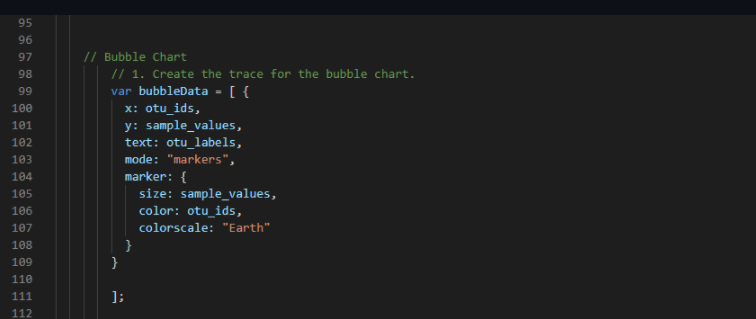 95
96
97 // Bubble Chart
98 // 1. Create the trace for the bubble chart.
99 var bubbleData = [ {
100 x: otu_ids,
101 y: sample_values,
102 text: otu_labels,
103 mode: "markers",
104 marker: {
105 size: sample_values,
106 color: otu_ids,
107 colorscale: "Earth"
108 }
109 }
110
111 ];
112